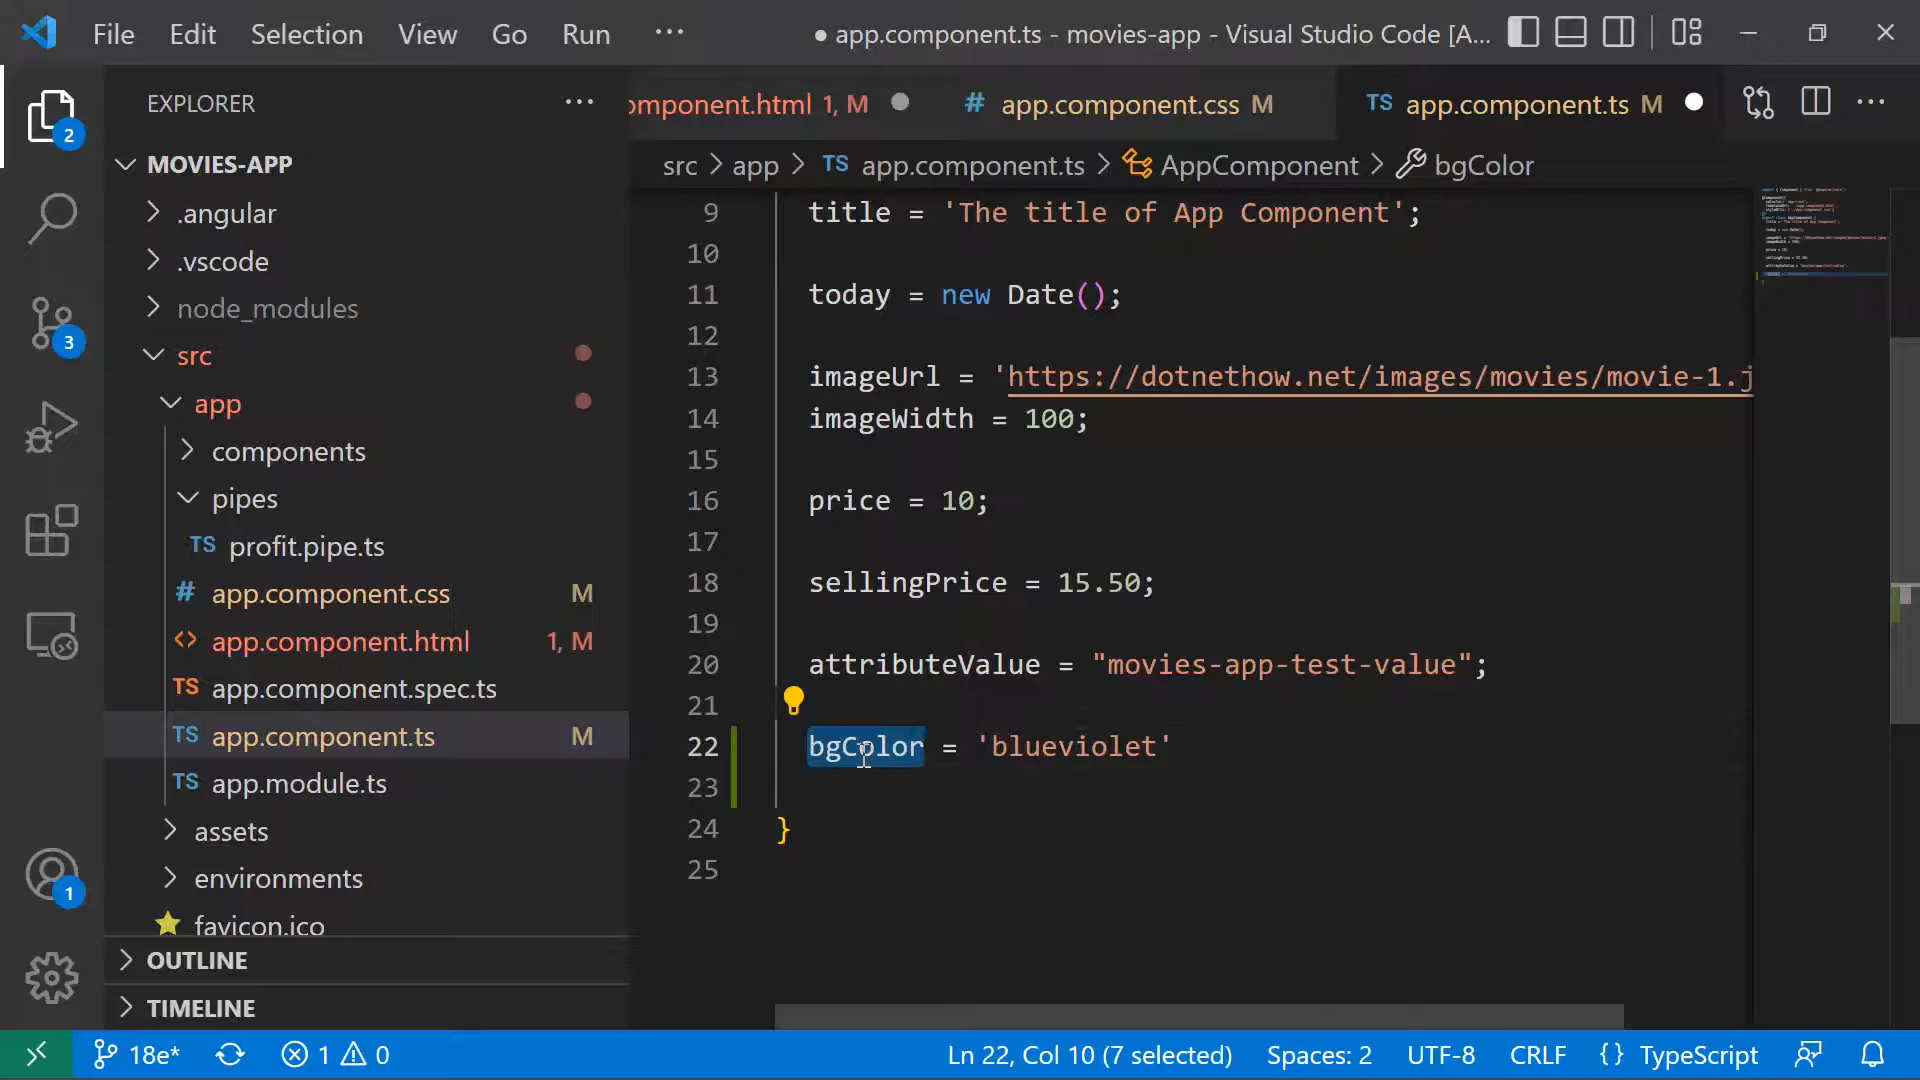 File Edit Selection View Go Run ··· ● app.component.ts - movies-app - Visual Studio Code [A...
EXPLORER ···
omponent.html 1, M
# app.component.css M
TS app.component.ts M
···
src > app > TS app.component.ts > AppComponent > bgColor
MOVIES-APP
.angular
.vscode
node_modules
src
app
components
pipes
TS profit.pipe.ts
# app.component.css M
<> app.component.html 1, M
TS app.component.spec.ts
TS app.component.ts M
TS app.module.ts
assets
environments
favicon.ico
OUTLINE
TIMELINE
2
3
1
9 title = 'The title of App Component';
10
11 today = new Date();
12
13 imageUrl = 'https://dotnethow.net/images/movies/movie-1.j
14 imageWidth = 100;
15
16 price = 10;
17
18 sellingPrice = 15.50;
19
20 attributeValue = "movies-app-test-value";
21
22 bgColor = 'blueviolet'
23
24 }
25
18e* 1 0 Ln 22, Col 10 (7 selected) Spaces: 2 UTF-8 CRLF {} TypeScript